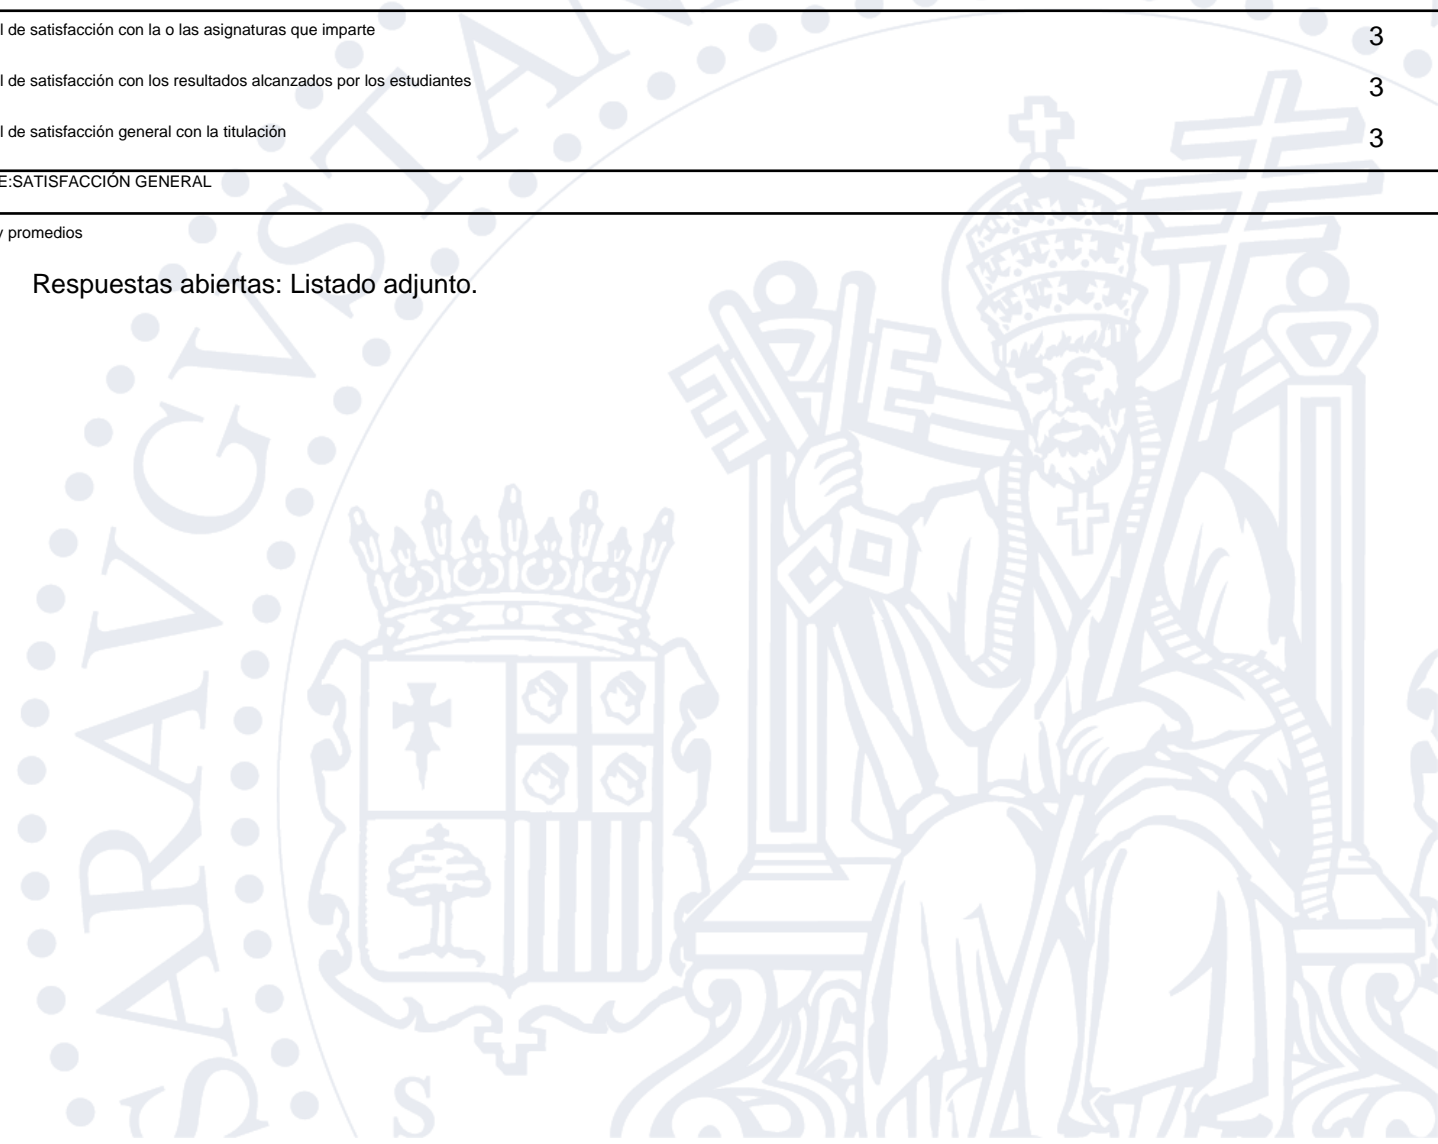 l de satisfacción con la o las asignaturas que imparte 3
l de satisfacción con los resultados alcanzados por los estudiantes 3
l de satisfacción general con la titulación 3
E:SATISFACCIÓN GENERAL
y promedios
Respuestas abiertas: Listado adjunto.
SARAVGVSTAN
S